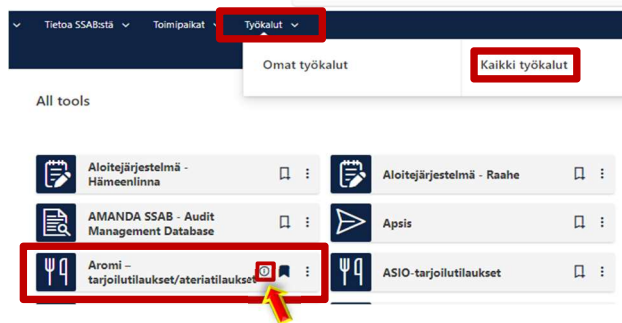 Tietoa SSAB:stä
Toimipaikat
Työkalut
Omat työkalut
Kaikki työkalut
All tools
Aloitejärjestelmä -
Hämeenlinna
Aloitejärjestelmä - Raahe
AMANDA SSAB - Audit
Management Database
Apsis
Aromi –
tarjoilutilaukset/ateriatilaukset
ASIO-tarjoilutilaukset